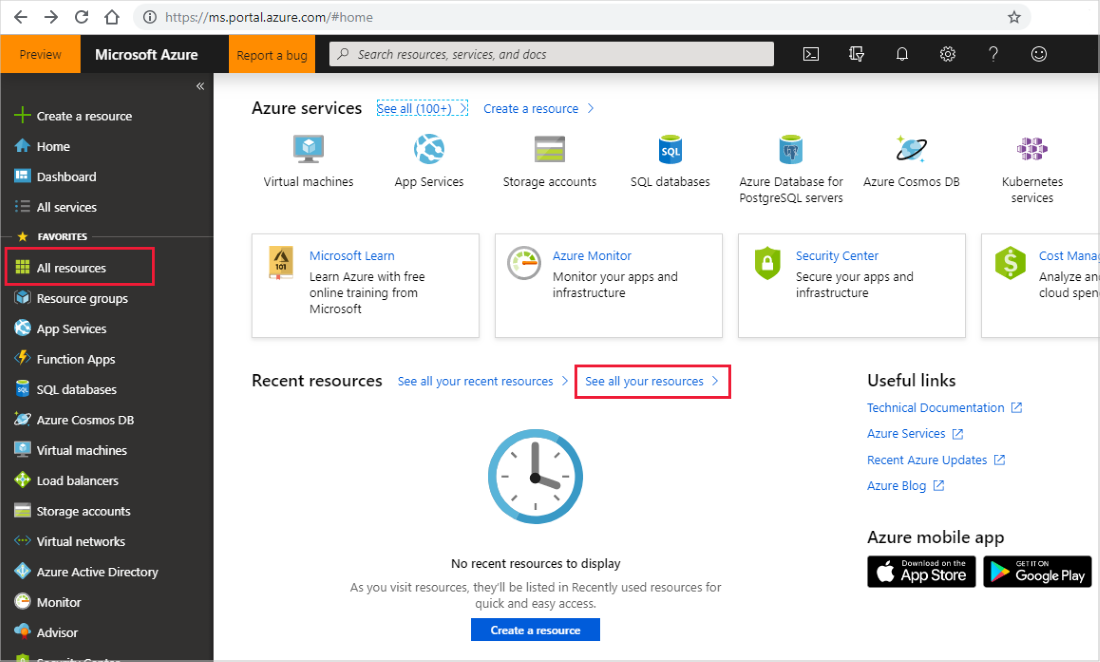 https://ms.portal.azure.com/#home
Preview
Microsoft Azure
Report a bug
Search resources, services, and docs
«
Create a resource
Home
Dashboard
All services
FAVORITES
All resources
Resource groups
App Services
Function Apps
SQL databases
Azure Cosmos DB
Virtual machines
Load balancers
Storage accounts
Virtual networks
Azure Active Directory
Monitor
Advisor
Security Center
Azure services
See all (100+)
Create a resource
Virtual machines
App Services
Storage accounts
SQL
SQL databases
Azure Database for
PostgreSQL servers
Azure Cosmos DB
Kubernetes
services
101
Microsoft Learn
Learn Azure with free
online training from
Microsoft
Azure Monitor
Monitor your apps and
infrastructure
Security Center
Secure your apps and
infrastructure
Cost Mana
Analyze an
cloud spen
Recent resources
See all your recent resources
See all your resources
No recent resources to display
As you visit resources, they'll be listed in Recently used resources for
quick and easy access.
Create a resource
Useful links
Technical Documentation
Azure Services
Recent Azure Updates
Azure Blog
Azure mobile app
Download on the
App Store
GET IT ON
Google Play